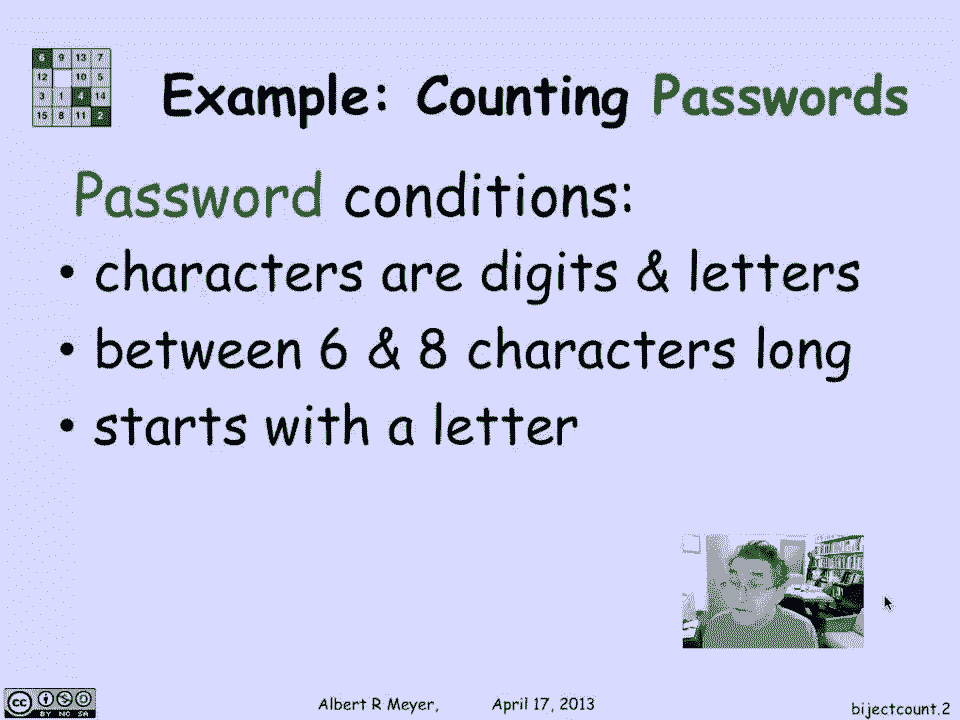 6 9 13 7
12 10 5
3 1 4 14
15 8 11 2
Example: Counting Passwords
Password conditions:
• characters are digits & letters
• between 6 & 8 characters long
• starts with a letter
cc BY NC SA
Albert R Meyer, April 17, 2013
bijectcount.2